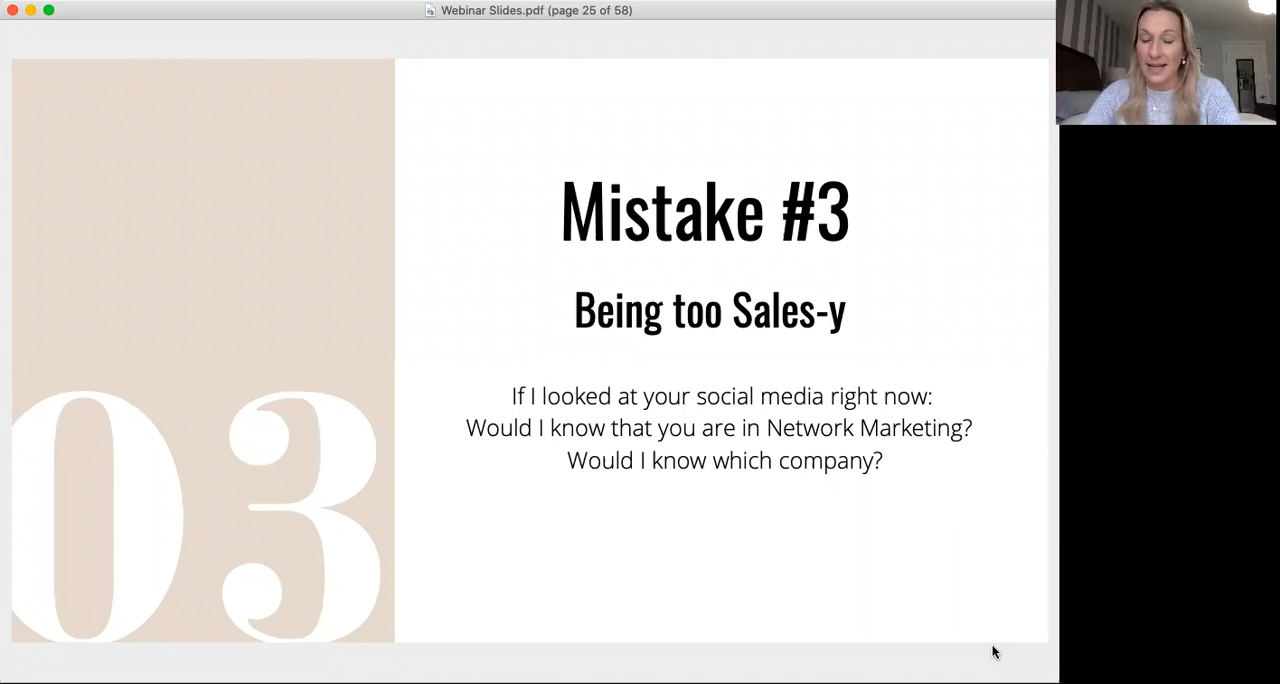 Webinar Slides.pdf (page 25 of 58)
Mistake #3
Being too Sales-y
If I looked at your social media right now:
Would I know that you are in Network Marketing?
Would I know which company?
03